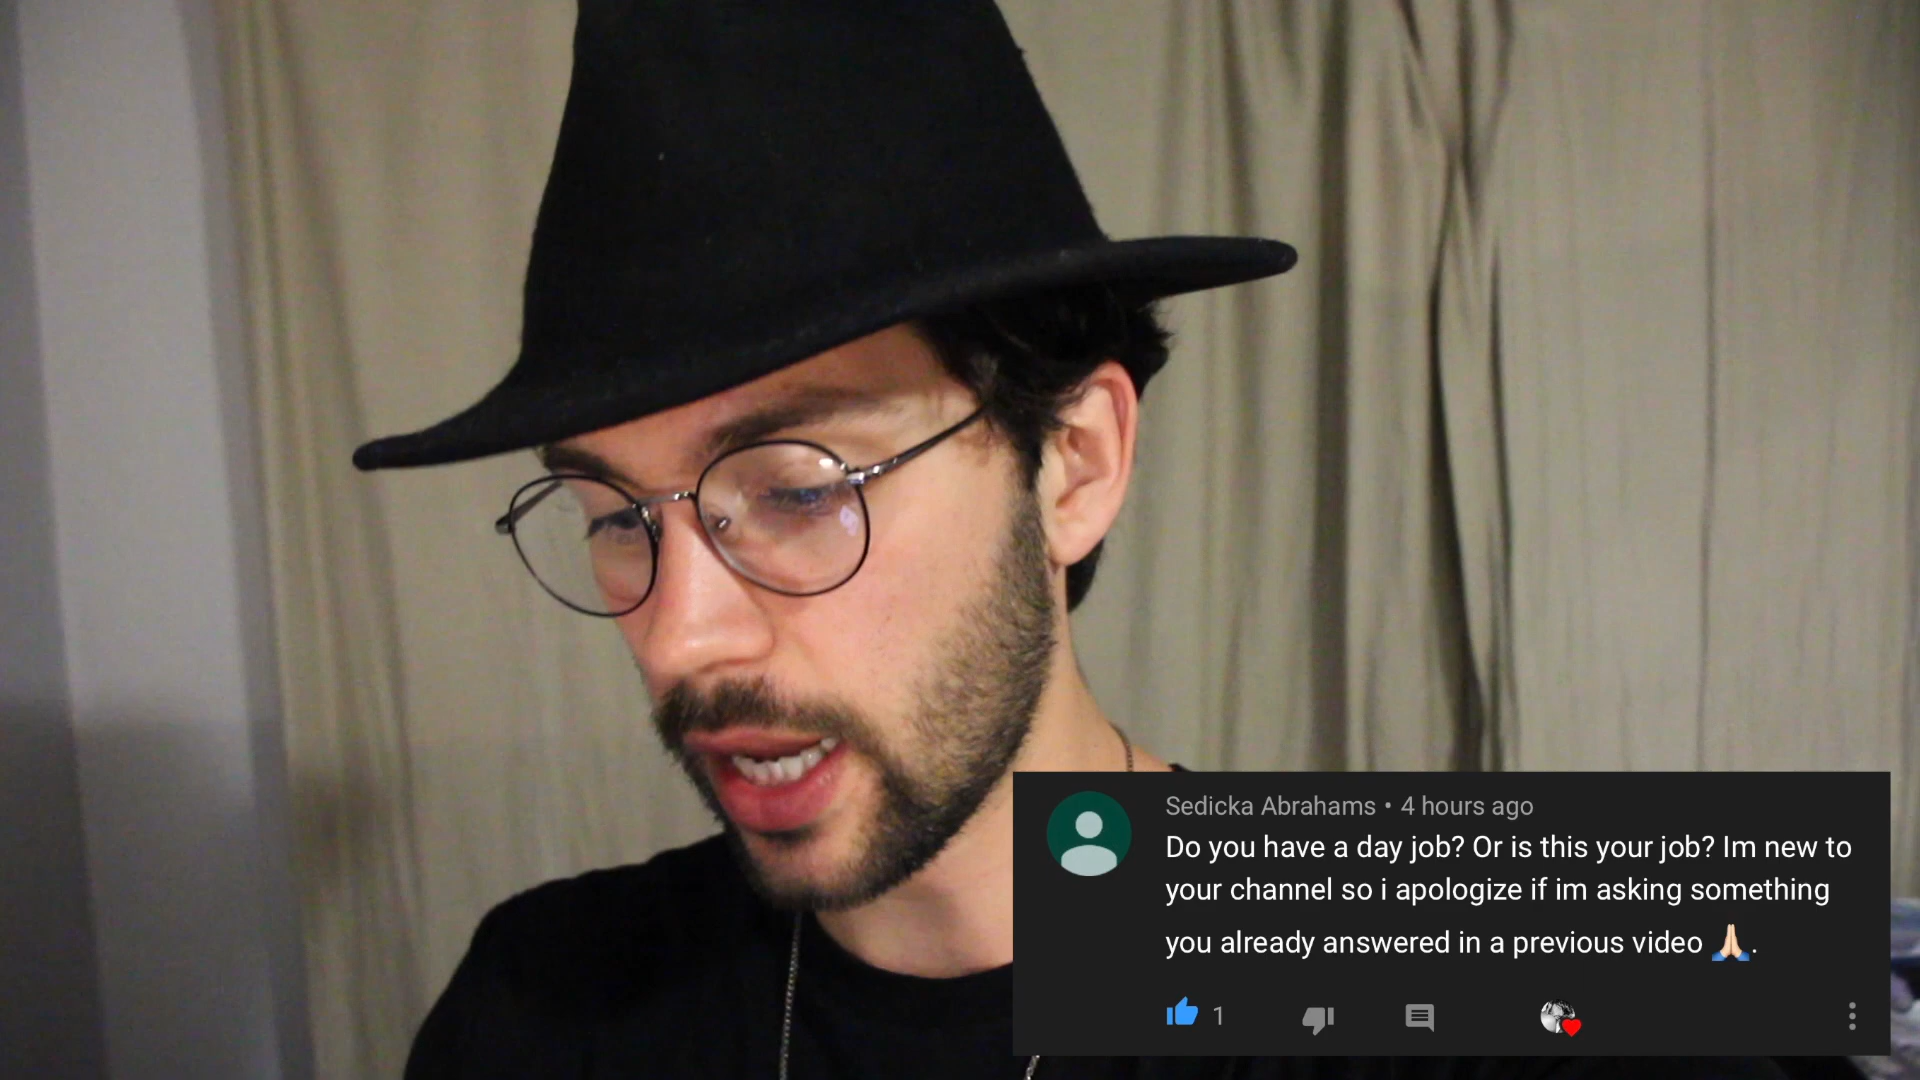 Sedicka Abrahams • 4 hours ago
Do you have a day job? Or is this your job? Im new to
your channel so i apologize if im asking something
you already answered in a previous video 🙏🏻.
1